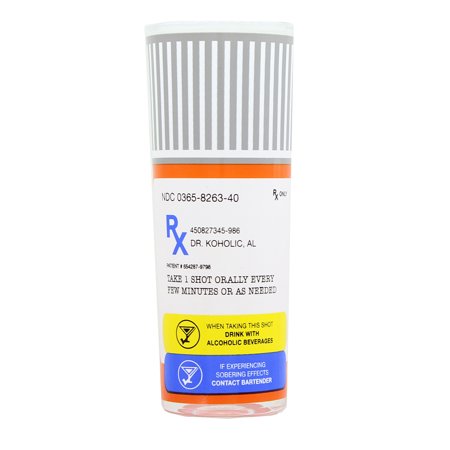 NDC 0365-8263-40
Rx ONLY
Rx
450827345-986
DR. KOHOLIC, AL
PATIENT # 654287-9798
TAKE 1 SHOT ORALLY EVERY
FEW MINUTES OR AS NEEDED
WHEN TAKING THIS SHOT
DRINK WITH
ALCOHOLIC BEVERAGES
IF EXPERIENCING
SOBERING EFFECTS
CONTACT BARTENDER